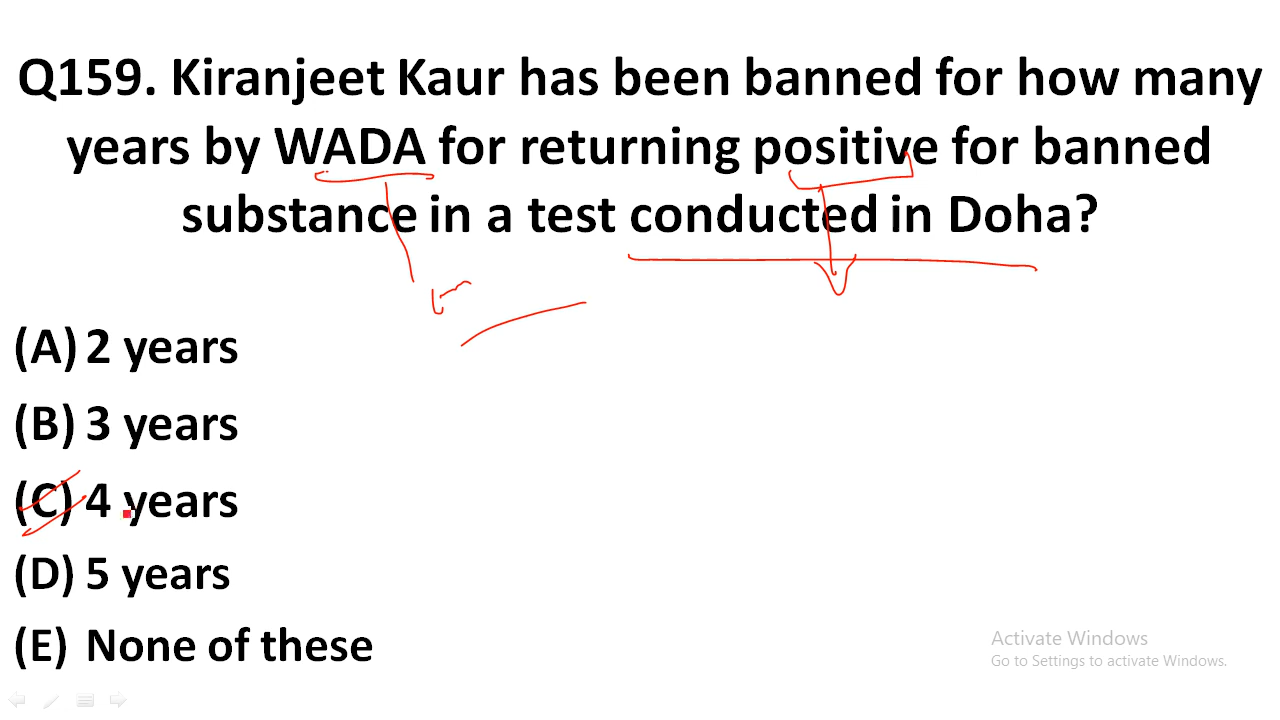 Q159. Kiranjeet Kaur has been banned for how many
years by WADA for returning positive for banned
substance in a test conducted in Doha?
(A) 2 years
(B) 3 years
(C) 4 years
(D) 5 years
(E) None of these
Activate Windows
Go to Settings to activate Windows.